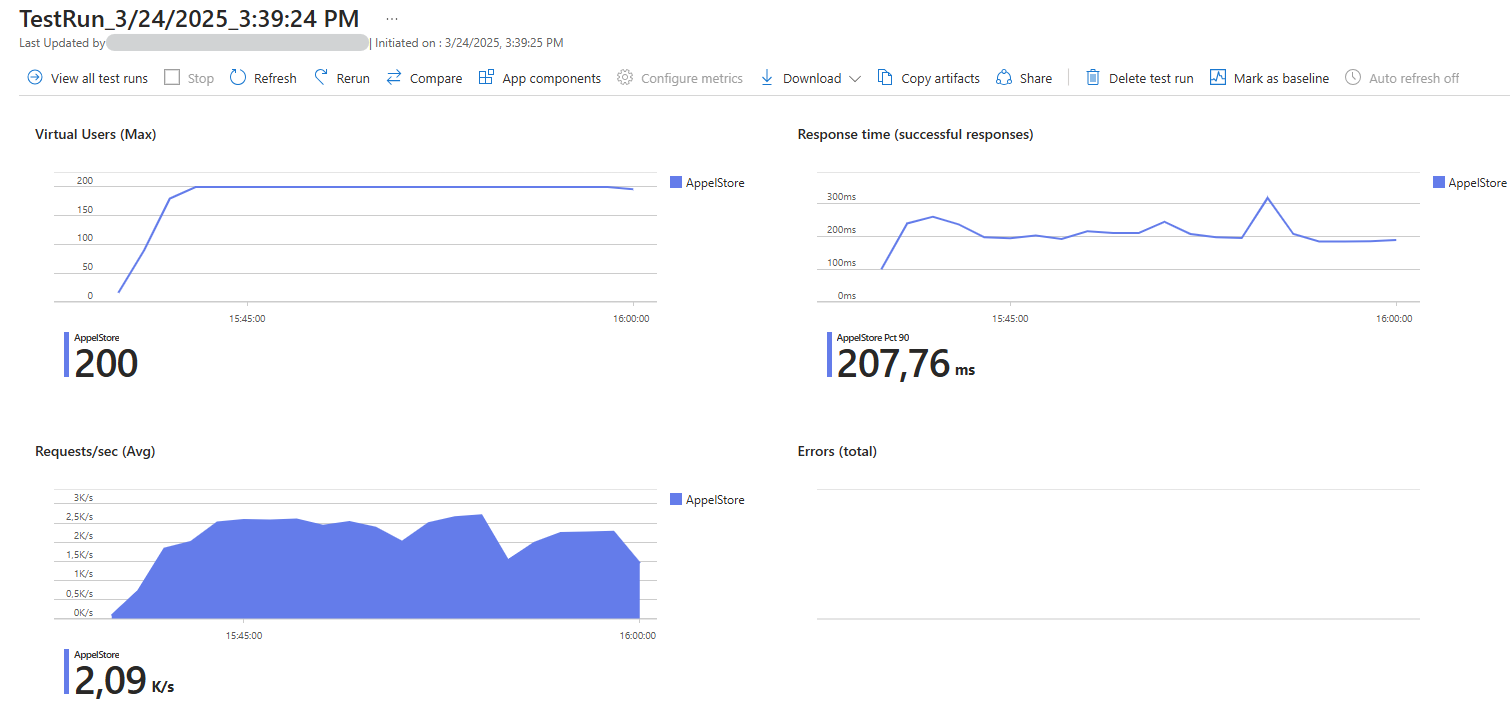 TestRun_3/24/2025_3:39:24 PM ...
Last Updated by | Initiated on : 3/24/2025, 3:39:25 PM
View all test runs Stop Refresh Rerun Compare App components Configure metrics Download Copy artifacts Share Delete test run Mark as baseline Auto refresh off
Virtual Users (Max)
200
150
100
50
0
15:45:00 16:00:00
AppelStore
AppelStore
200
Response time (successful responses)
300ms
200ms
100ms
0ms
15:45:00 16:00:00
AppelStore
AppelStore Pct 90
207,76 ms
Requests/sec (Avg)
3K/s
2,5K/s
2K/s
1,5K/s
1K/s
0,5K/s
0K/s
15:45:00 16:00:00
AppelStore
AppelStore
2,09 K/s
Errors (total)